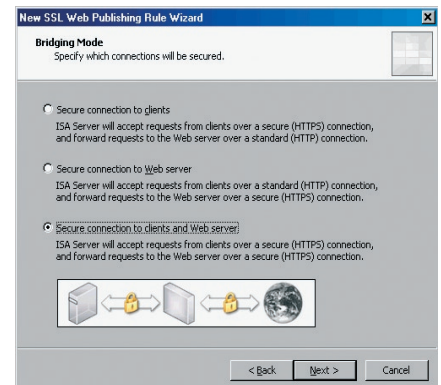 New SSL Web Publishing Rule Wizard
Bridging Mode
Specify which connections will be secured.
Secure connection to clients
ISA Server will accept requests from clients over a secure (HTTPS) connection,
and forward requests to the Web server over a standard (HTTP) connection.
Secure connection to Web server
ISA Server will accept requests from clients over a standard (HTTP) connection,
and forward requests to the Web server over a secure (HTTPS) connection.
Secure connection to clients and Web server
ISA Server will accept requests from clients over a secure (HTTPS) connection,
and forward requests to the Web server over a secure (HTTPS) connection.
< Back Next > Cancel